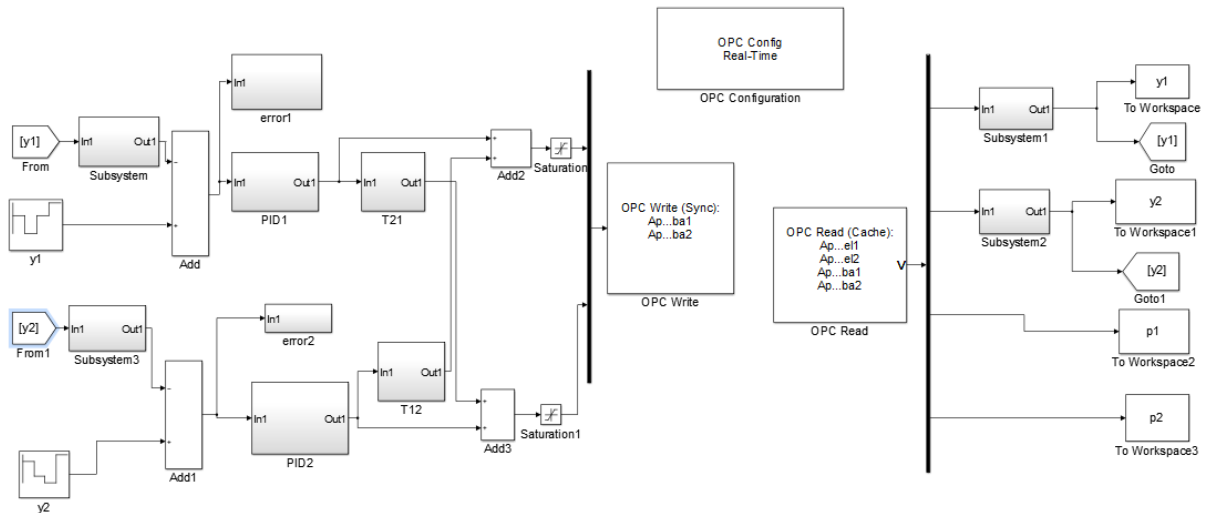 OPC Config
Real-Time
OPC Configuration
In1
error1
[y1]
From
In1 Out1
Subsystem
In1 Out1
PID1
In1 Out1
T21
Add2
Saturation
y1
Add
OPC Write (Sync):
Ap...ba1
Ap...ba2
OPC Write
OPC Read (Cache):
Ap...el1
Ap...el2
Ap...ba1
Ap...ba2
V
OPC Read
In1 Out1
Subsystem1
y1
To Workspace
[y1]
Goto
In1 Out1
Subsystem2
y2
To Workspace1
[y2]
Goto1
p1
To Workspace2
p2
To Workspace3
[y2]
From1
In1 Out1
Subsystem3
In1
error2
In1 Out1
T12
In1 Out1
PID2
Add3
Saturation1
Add1
y2